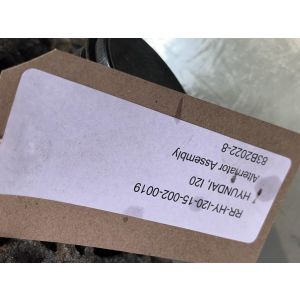 RR-HY-I20-15-002-0019
HYUNDAI, I20
Alternator Assembly
83B2022-8